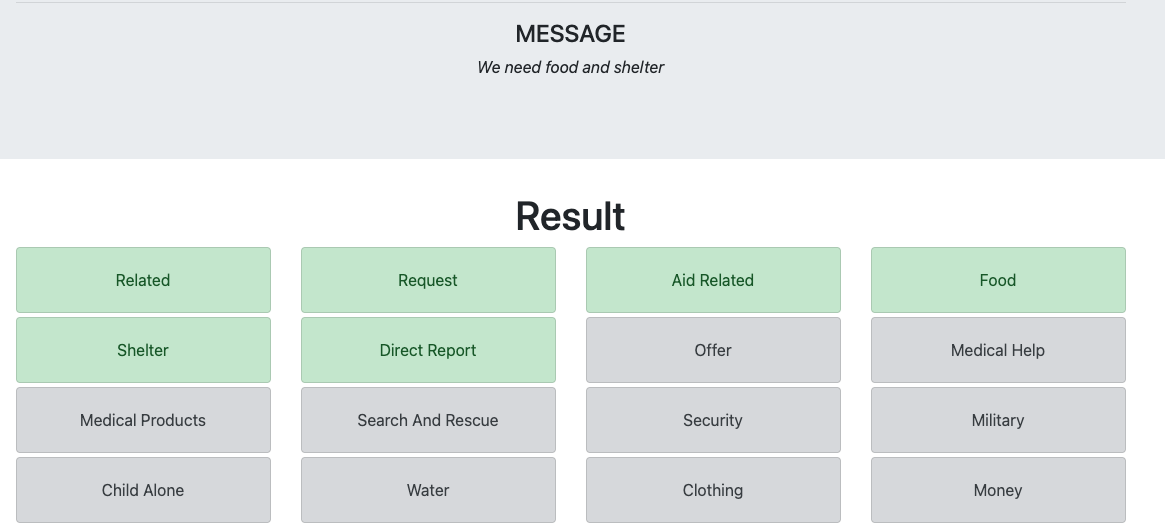 MESSAGE
We need food and shelter
Result
Related Request Aid Related Food
Shelter Direct Report Offer Medical Help
Medical Products Search And Rescue Security Military
Child Alone Water Clothing Money